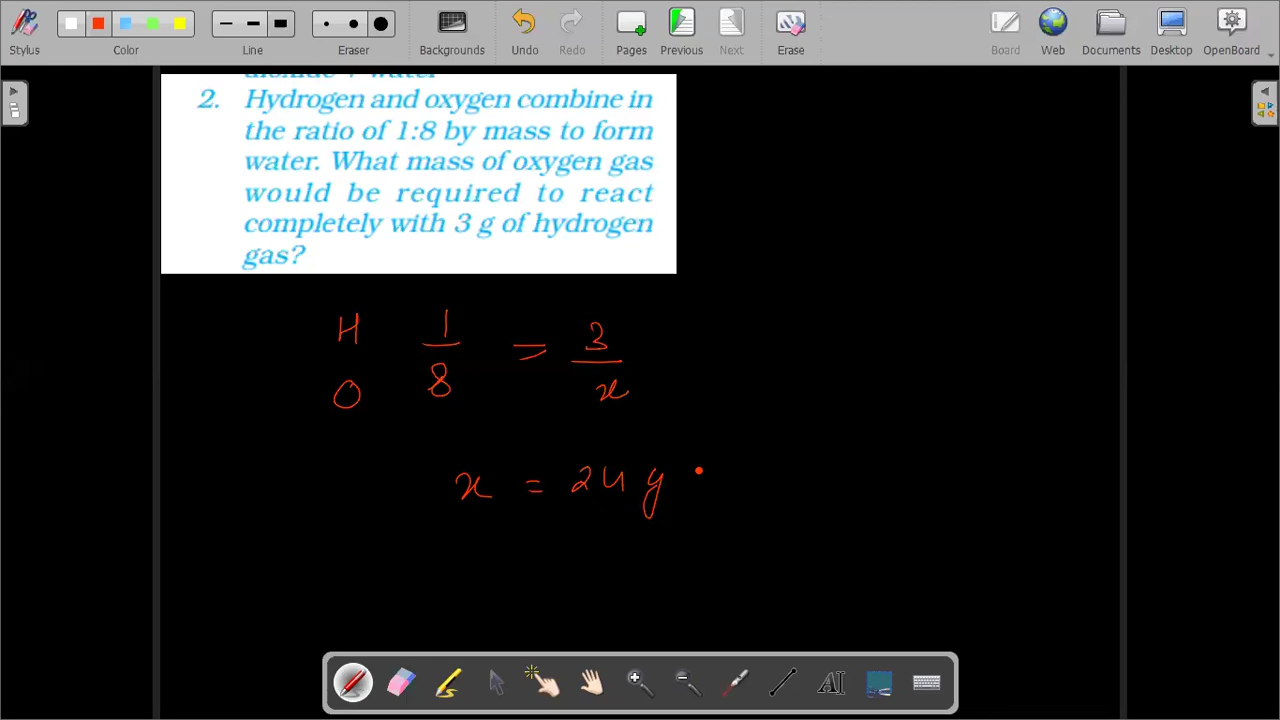 Stylus
Color
Line
Eraser
Backgrounds
Undo
Redo
Pages
Previous
Next
Erase
Board
Web
Documents
Desktop
OpenBoard
2. Hydrogen and oxygen combine in
the ratio of 1:8 by mass to form
water. What mass of oxygen gas
would be required to react
completely with 3 g of hydrogen
gas?
H 1 = 3
O 8 x
x = 24 g
AI